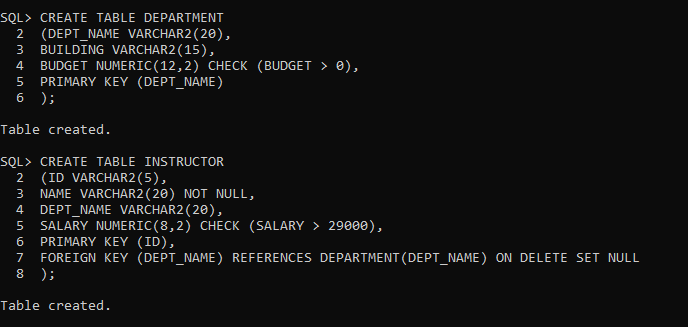 SQL> CREATE TABLE DEPARTMENT
2 (DEPT_NAME VARCHAR2(20),
3 BUILDING VARCHAR2(15),
4 BUDGET NUMERIC(12,2) CHECK (BUDGET > 0),
5 PRIMARY KEY (DEPT_NAME)
6 );
Table created.
SQL> CREATE TABLE INSTRUCTOR
2 (ID VARCHAR2(5),
3 NAME VARCHAR2(20) NOT NULL,
4 DEPT_NAME VARCHAR2(20),
5 SALARY NUMERIC(8,2) CHECK (SALARY > 29000),
6 PRIMARY KEY (ID),
7 FOREIGN KEY (DEPT_NAME) REFERENCES DEPARTMENT(DEPT_NAME) ON DELETE SET NULL
8 );
Table created.